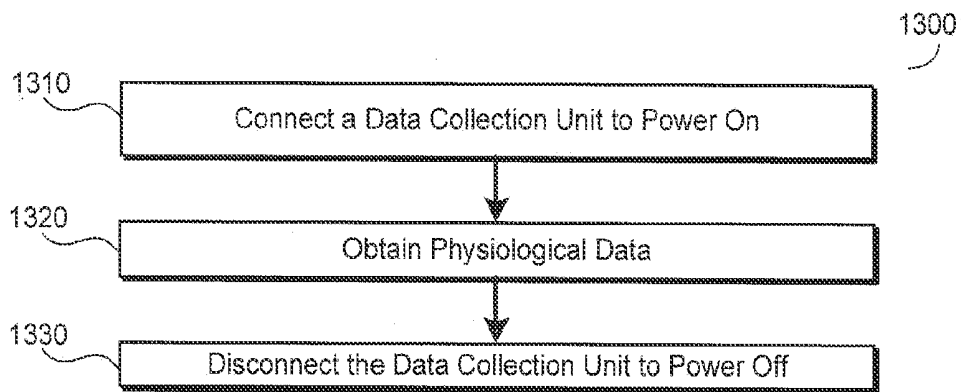 1300
1310
Connect a Data Collection Unit to Power On
1320
Obtain Physiological Data
1330
Disconnect the Data Collection Unit to Power Off